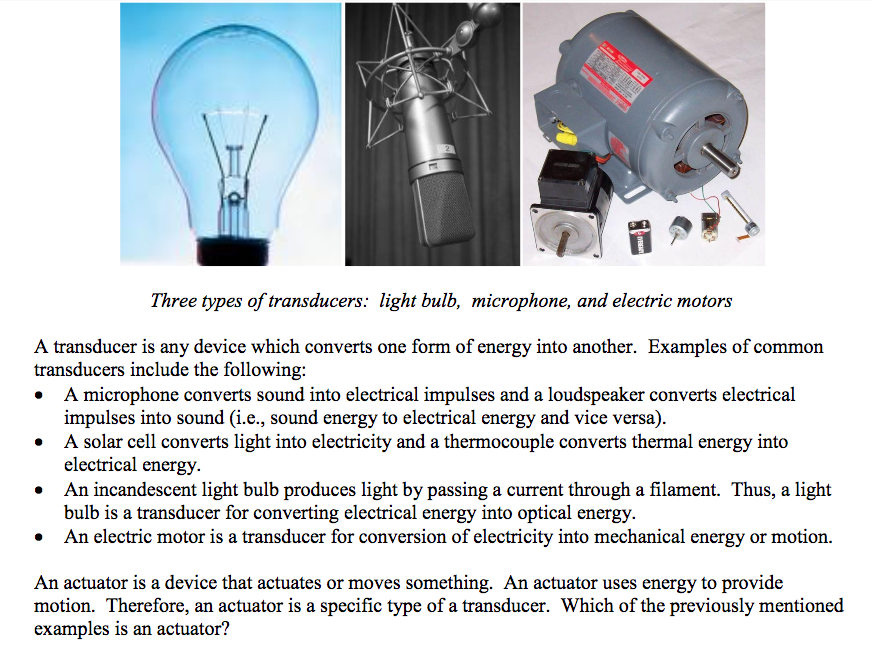 Three types of transducers: light bulb, microphone, and electric motors
A transducer is any device which converts one form of energy into another. Examples of common
transducers include the following:
• A microphone converts sound into electrical impulses and a loudspeaker converts electrical
impulses into sound (i.e., sound energy to electrical energy and vice versa).
• A solar cell converts light into electricity and a thermocouple converts thermal energy into
electrical energy.
• An incandescent light bulb produces light by passing a current through a filament. Thus, a light
bulb is a transducer for converting electrical energy into optical energy.
• An electric motor is a transducer for conversion of electricity into mechanical energy or motion.
An actuator is a device that actuates or moves something. An actuator uses energy to provide
motion. Therefore, an actuator is a specific type of a transducer. Which of the previously mentioned
examples is an actuator?